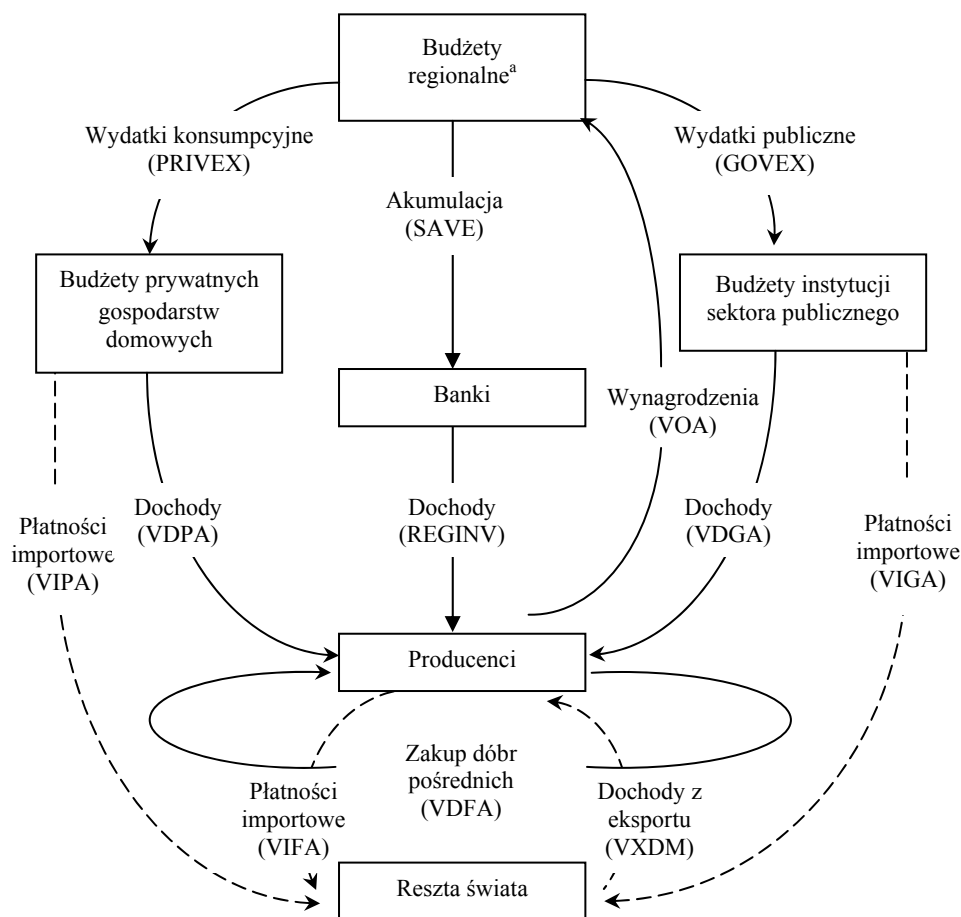 Budżety
regionalneª
Wydatki konsumpcyjne
(PRIVEX)
Wydatki publiczne
(GOVEX)
Akumulacja
(SAVE)
Budżety prywatnych
gospodarstw
domowych
Budżety instytucji
sektora publicznego
Banki
Wynagrodzenia
(VOA)
Płatności
importowe
(VIPA)
Dochody
(VDPA)
Dochody
(REGINV)
Dochody
(VDGA)
Płatności
importowe
(VIGA)
Producenci
Zakup dóbr
pośrednich
(VDFA)
Płatności
importowe
(VIFA)
Dochody z
eksportu
(VXDM)
Reszta świata